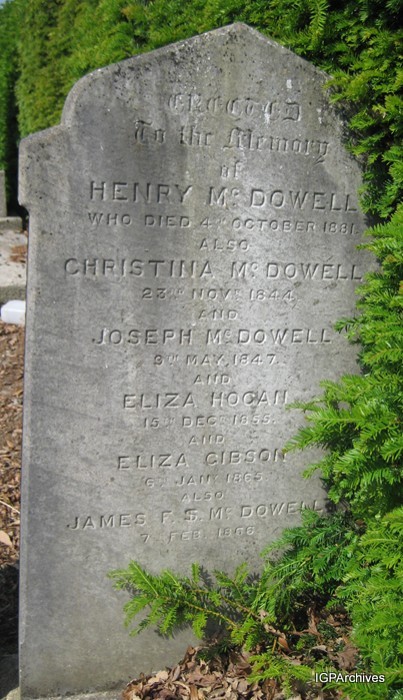 ERECTED
To the Memory
of
HENRY McDOWELL
WHO DIED 4TH OCTOBER 1881.
ALSO
CHRISTINA McDOWELL
23RD NOVR 1844
AND
JOSEPH McDOWELL
9TH MAY, 1847.
AND
ELIZA HOGAN
15TH DECR 1855.
AND
ELIZA GIBSON
6TH JANY 1865
ALSO
JAMES F. S. McDOWELL
7 FEB. 1868
IGPArchives